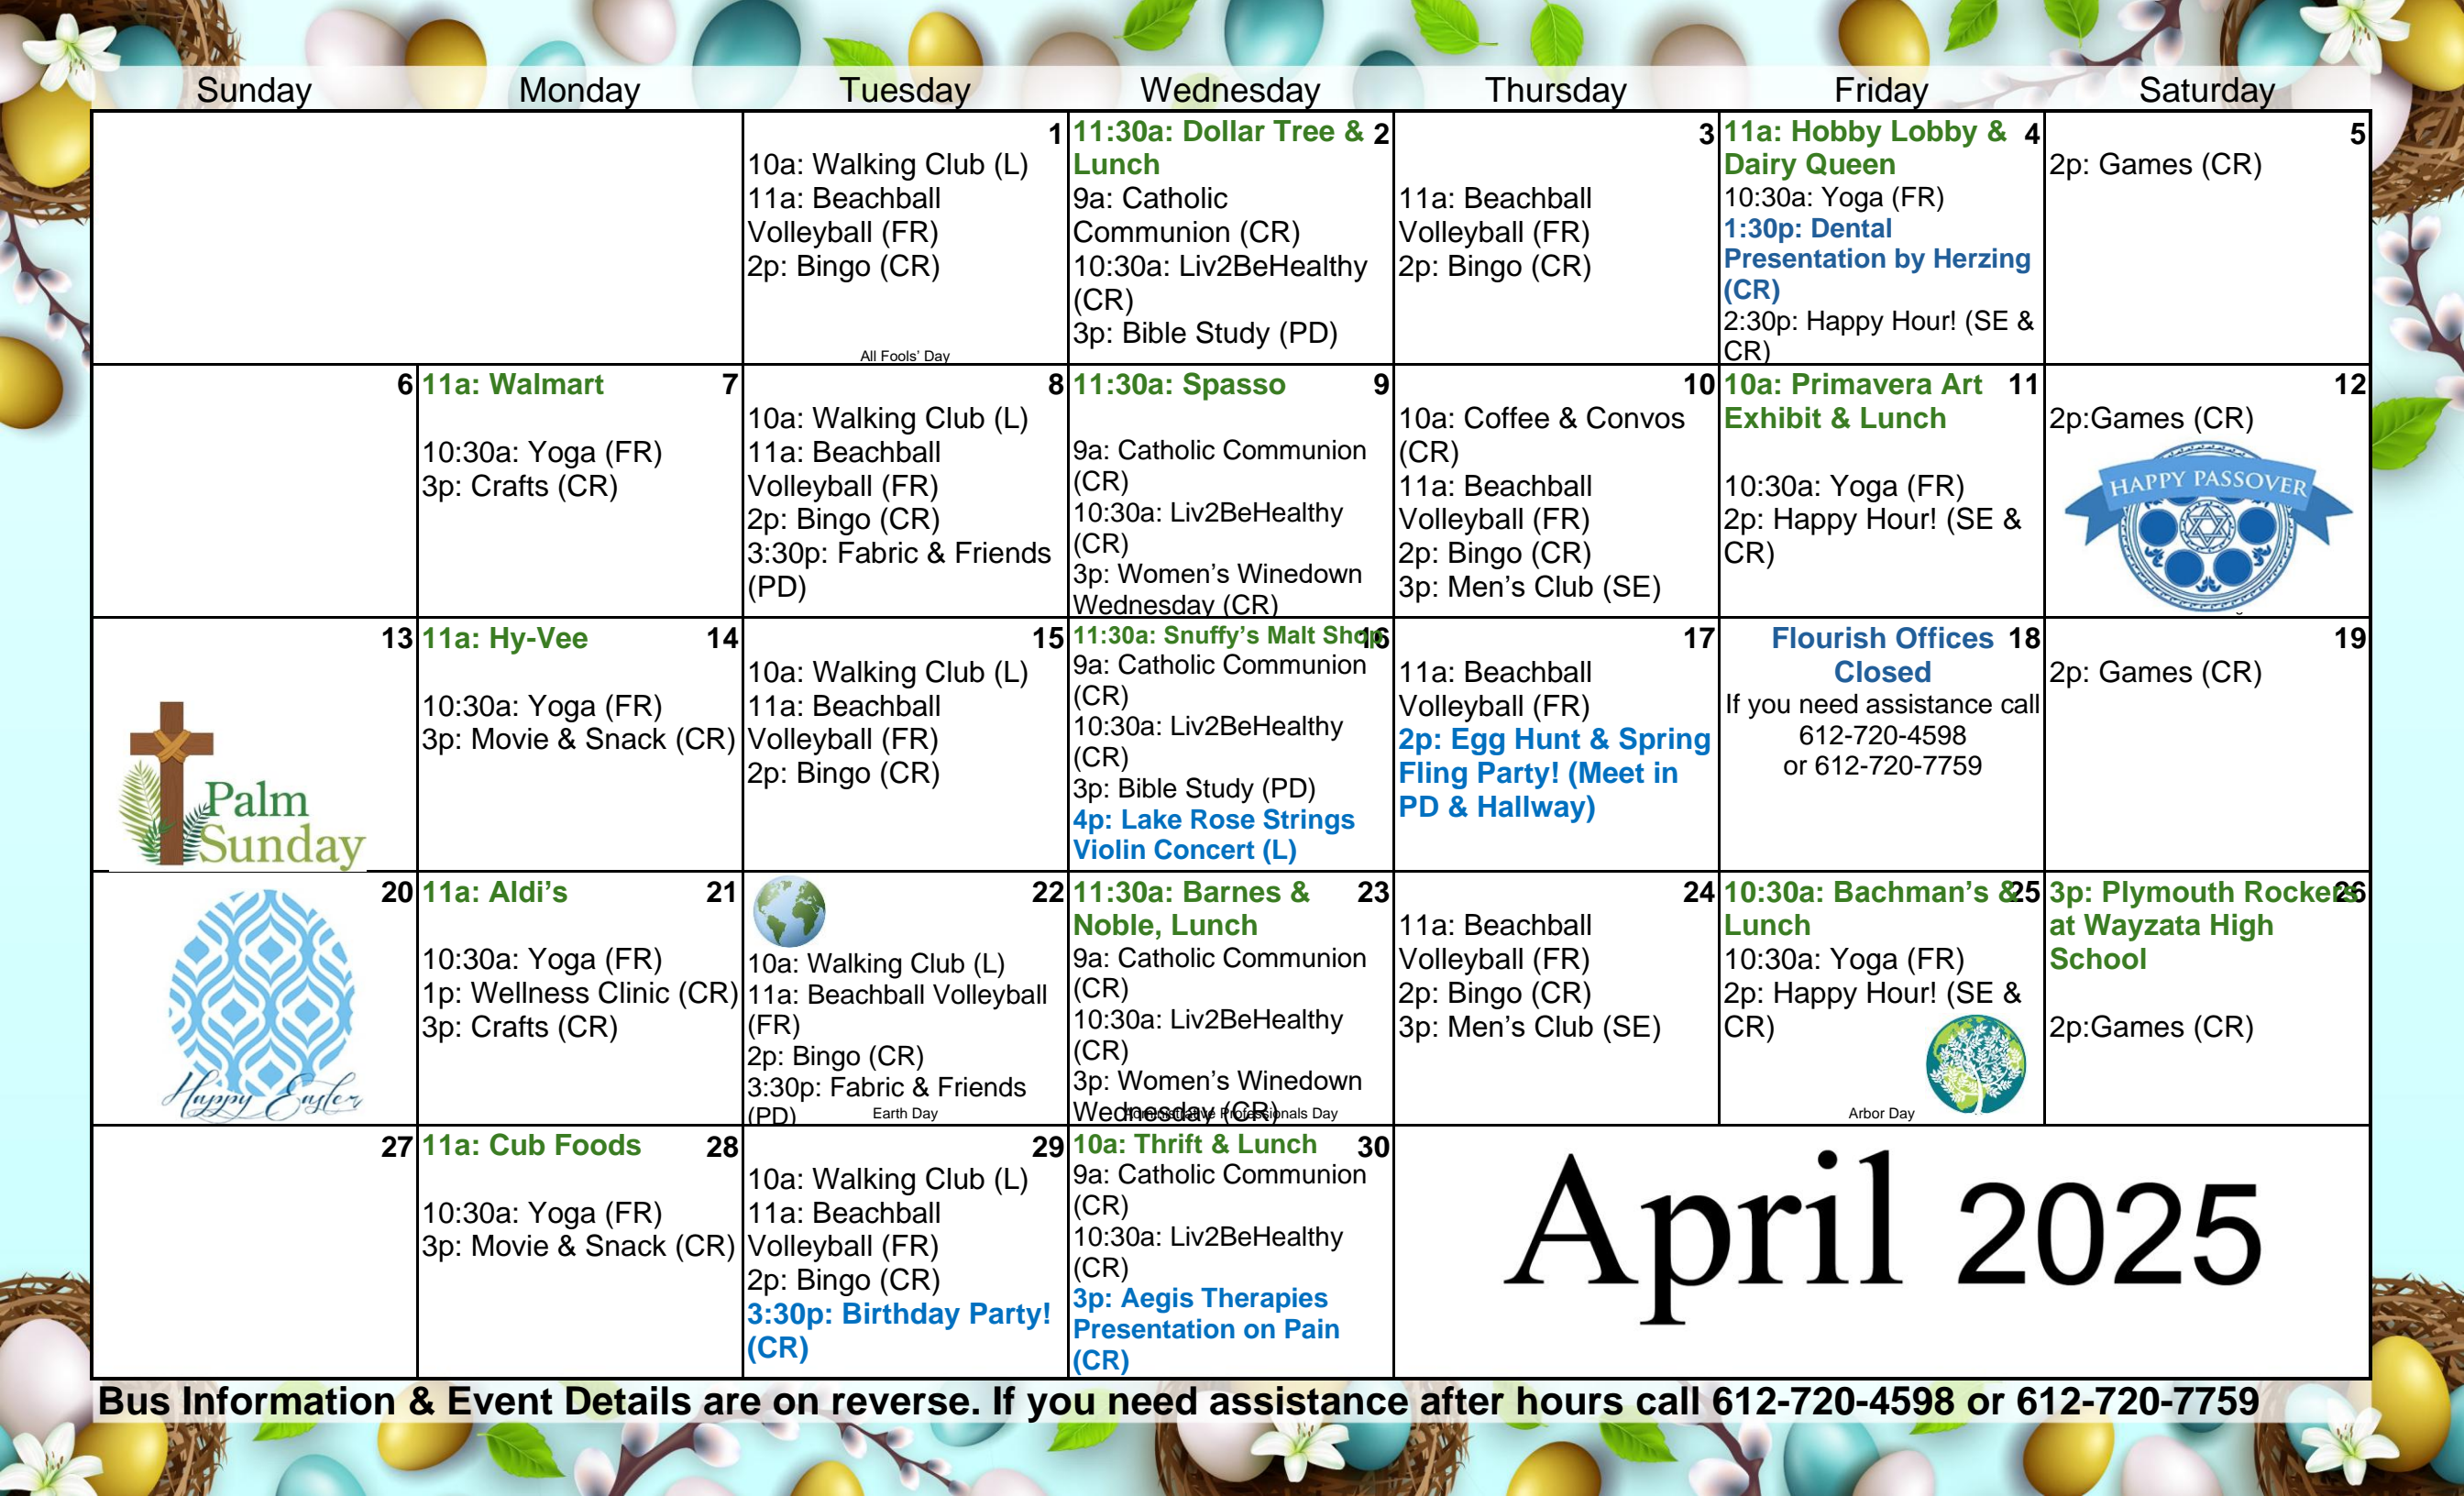 Sunday Monday Tuesday Wednesday Thursday Friday Saturday
1
10a: Walking Club (L)
11a: Beachball
Volleyball (FR)
2p: Bingo (CR)
All Fools' Day
11:30a: Dollar Tree & 2
Lunch
9a: Catholic
Communion (CR)
10:30a: Liv2BeHealthy
(CR)
3p: Bible Study (PD)
3
11a: Beachball
Volleyball (FR)
2p: Bingo (CR)
11a: Hobby Lobby & 4
Dairy Queen
10:30a: Yoga (FR)
1:30p: Dental
Presentation by Herzing
(CR)
2:30p: Happy Hour! (SE &
CR)
5
2p: Games (CR)
6
11a: Walmart 7
10:30a: Yoga (FR)
3p: Crafts (CR)
8
10a: Walking Club (L)
11a: Beachball
Volleyball (FR)
2p: Bingo (CR)
3:30p: Fabric & Friends
(PD)
11:30a: Spasso 9
9a: Catholic Communion
(CR)
10:30a: Liv2BeHealthy
(CR)
3p: Women's Winedown
Wednesday (CR)
10
10a: Coffee & Convos
(CR)
11a: Beachball
Volleyball (FR)
2p: Bingo (CR)
3p: Men's Club (SE)
10a: Primavera Art 11
Exhibit & Lunch
10:30a: Yoga (FR)
2p: Happy Hour! (SE &
CR)
12
2p:Games (CR)
HAPPY PASSOVER
13
Palm
Sunday
11a: Hy-Vee 14
10:30a: Yoga (FR)
3p: Movie & Snack (CR)
15
10a: Walking Club (L)
11a: Beachball
Volleyball (FR)
2p: Bingo (CR)
11:30a: Snuffy's Malt Shop 16
9a: Catholic Communion
(CR)
10:30a: Liv2BeHealthy
(CR)
3p: Bible Study (PD)
4p: Lake Rose Strings
Violin Concert (L)
17
11a: Beachball
Volleyball (FR)
2p: Egg Hunt & Spring
Fling Party! (Meet in
PD & Hallway)
Flourish Offices 18
Closed
If you need assistance call
612-720-4598
or 612-720-7759
19
2p: Games (CR)
20
Happy Easter
11a: Aldi's 21
10:30a: Yoga (FR)
1p: Wellness Clinic (CR)
3p: Crafts (CR)
22
10a: Walking Club (L)
11a: Beachball Volleyball
(FR)
2p: Bingo (CR)
3:30p: Fabric & Friends
(PD)
Earth Day
11:30a: Barnes & 23
Noble, Lunch
9a: Catholic Communion
(CR)
10:30a: Liv2BeHealthy
(CR)
3p: Women's Winedown
Wednesday (CR)
Administrative Professionals Day
24
11a: Beachball
Volleyball (FR)
2p: Bingo (CR)
3p: Men's Club (SE)
10:30a: Bachman's & 25
Lunch
10:30a: Yoga (FR)
2p: Happy Hour! (SE &
CR)
Arbor Day
3p: Plymouth Rockers 26
at Wayzata High
School
2p:Games (CR)
27
11a: Cub Foods 28
10:30a: Yoga (FR)
3p: Movie & Snack (CR)
29
10a: Walking Club (L)
11a: Beachball
Volleyball (FR)
2p: Bingo (CR)
3:30p: Birthday Party!
(CR)
10a: Thrift & Lunch 30
9a: Catholic Communion
(CR)
10:30a: Liv2BeHealthy
(CR)
3p: Aegis Therapies
Presentation on Pain
(CR)
April 2025
Bus Information & Event Details are on reverse. If you need assistance after hours call 612-720-4598 or 612-720-7759